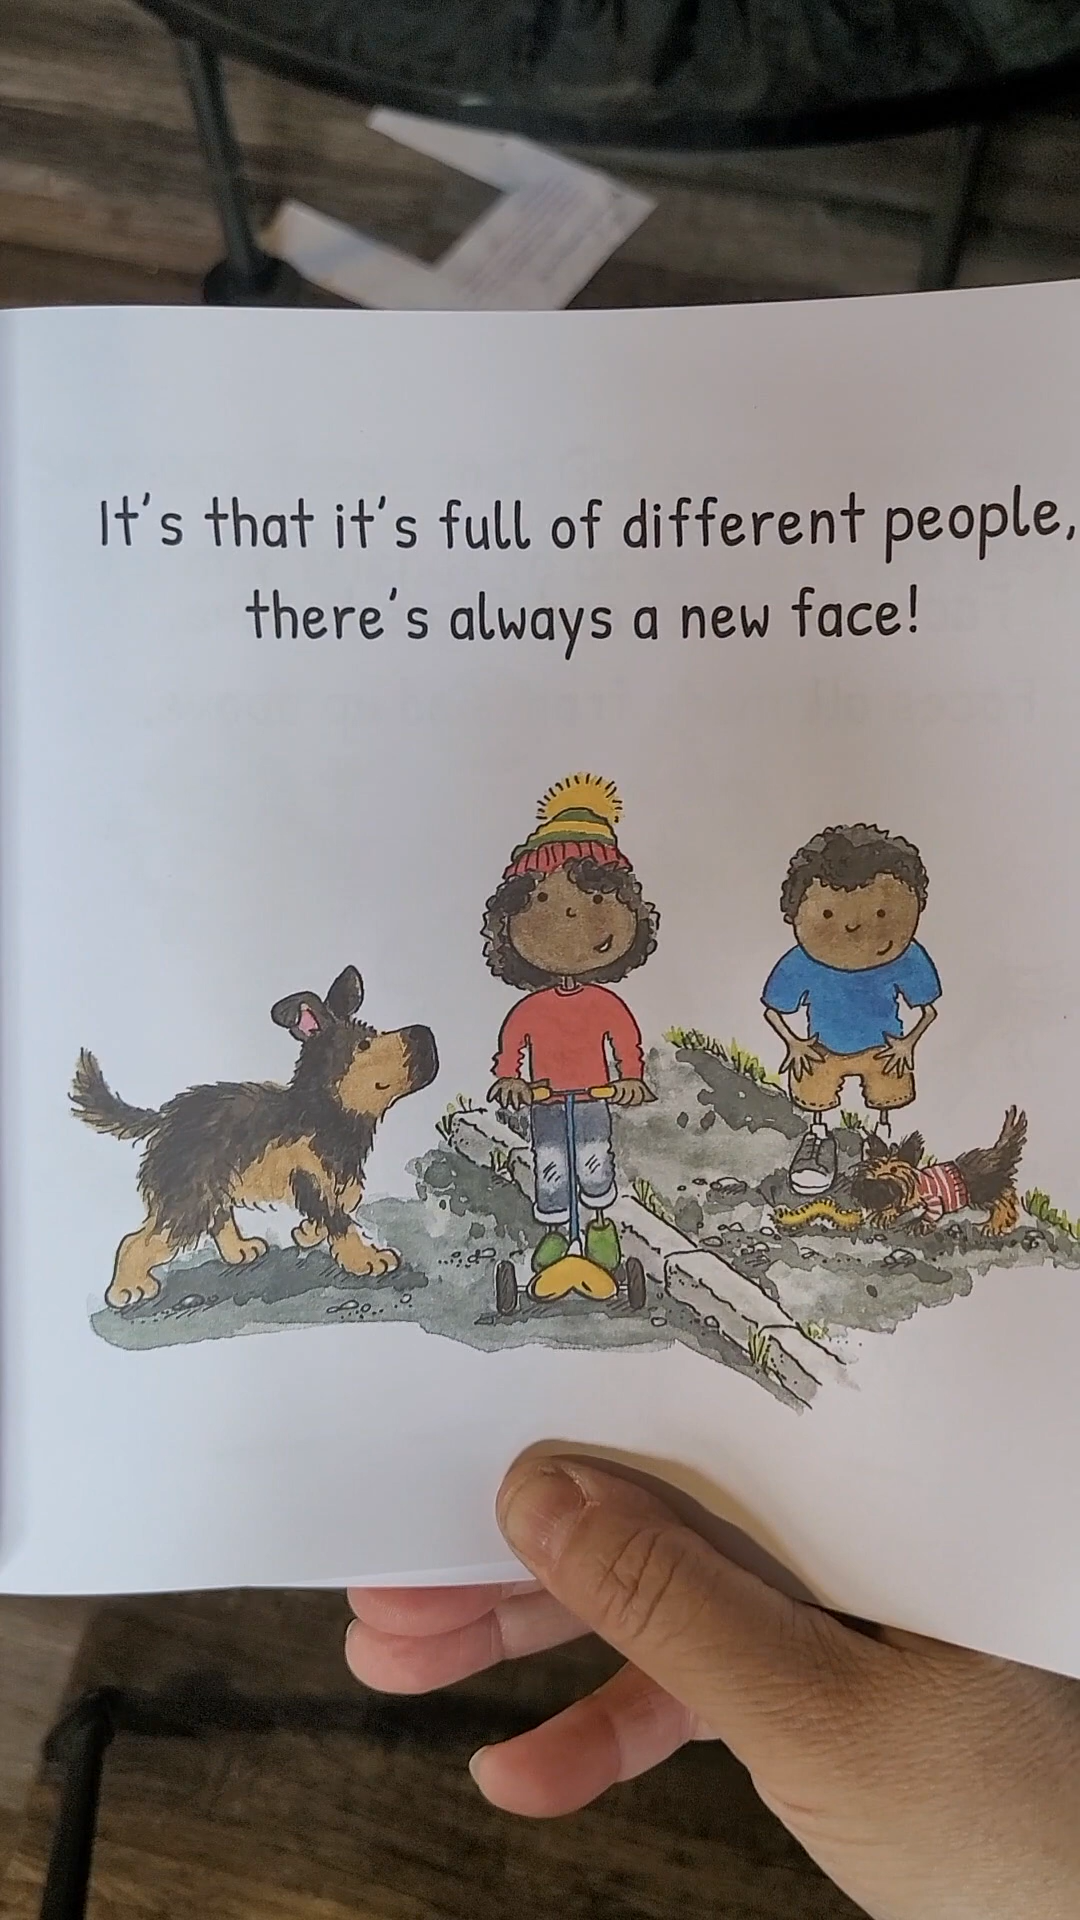 It's that it's full of different people,
there's always a new face!